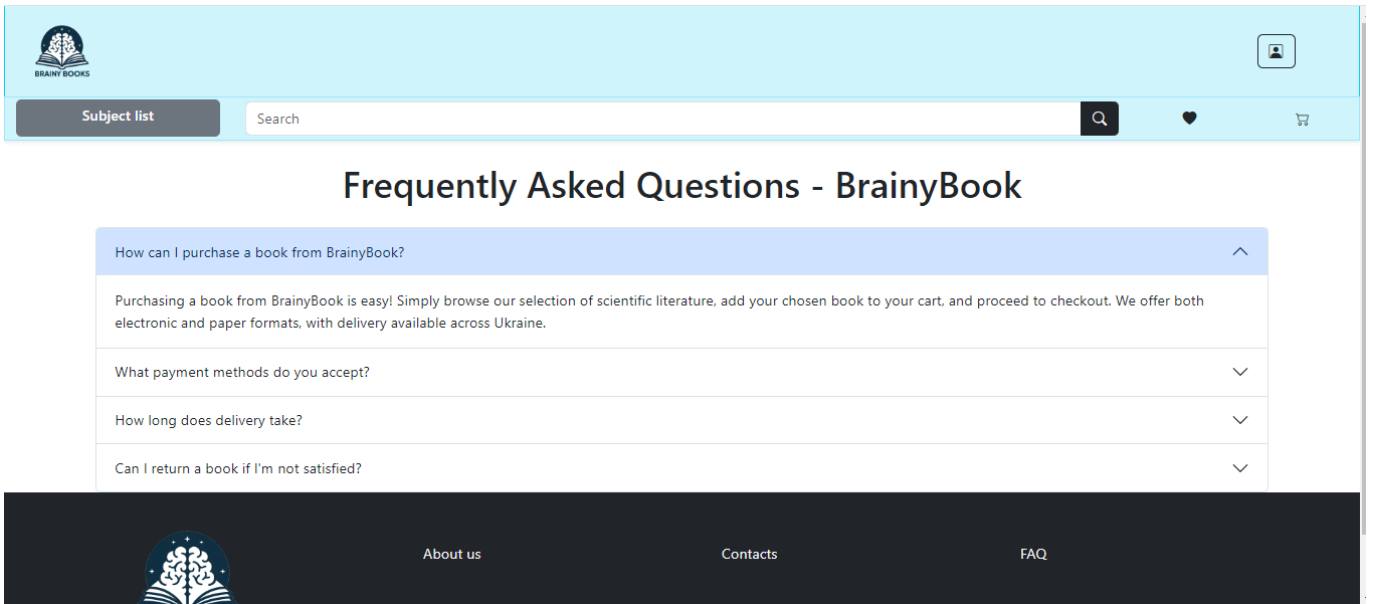 BRAINY BOOKS
Subject list
Search
Frequently Asked Questions - BrainyBook
How can I purchase a book from BrainyBook?
Purchasing a book from BrainyBook is easy! Simply browse our selection of scientific literature, add your chosen book to your cart, and proceed to checkout. We offer both
electronic and paper formats, with delivery available across Ukraine.
What payment methods do you accept?
How long does delivery take?
Can I return a book if I'm not satisfied?
About us
Contacts
FAQ